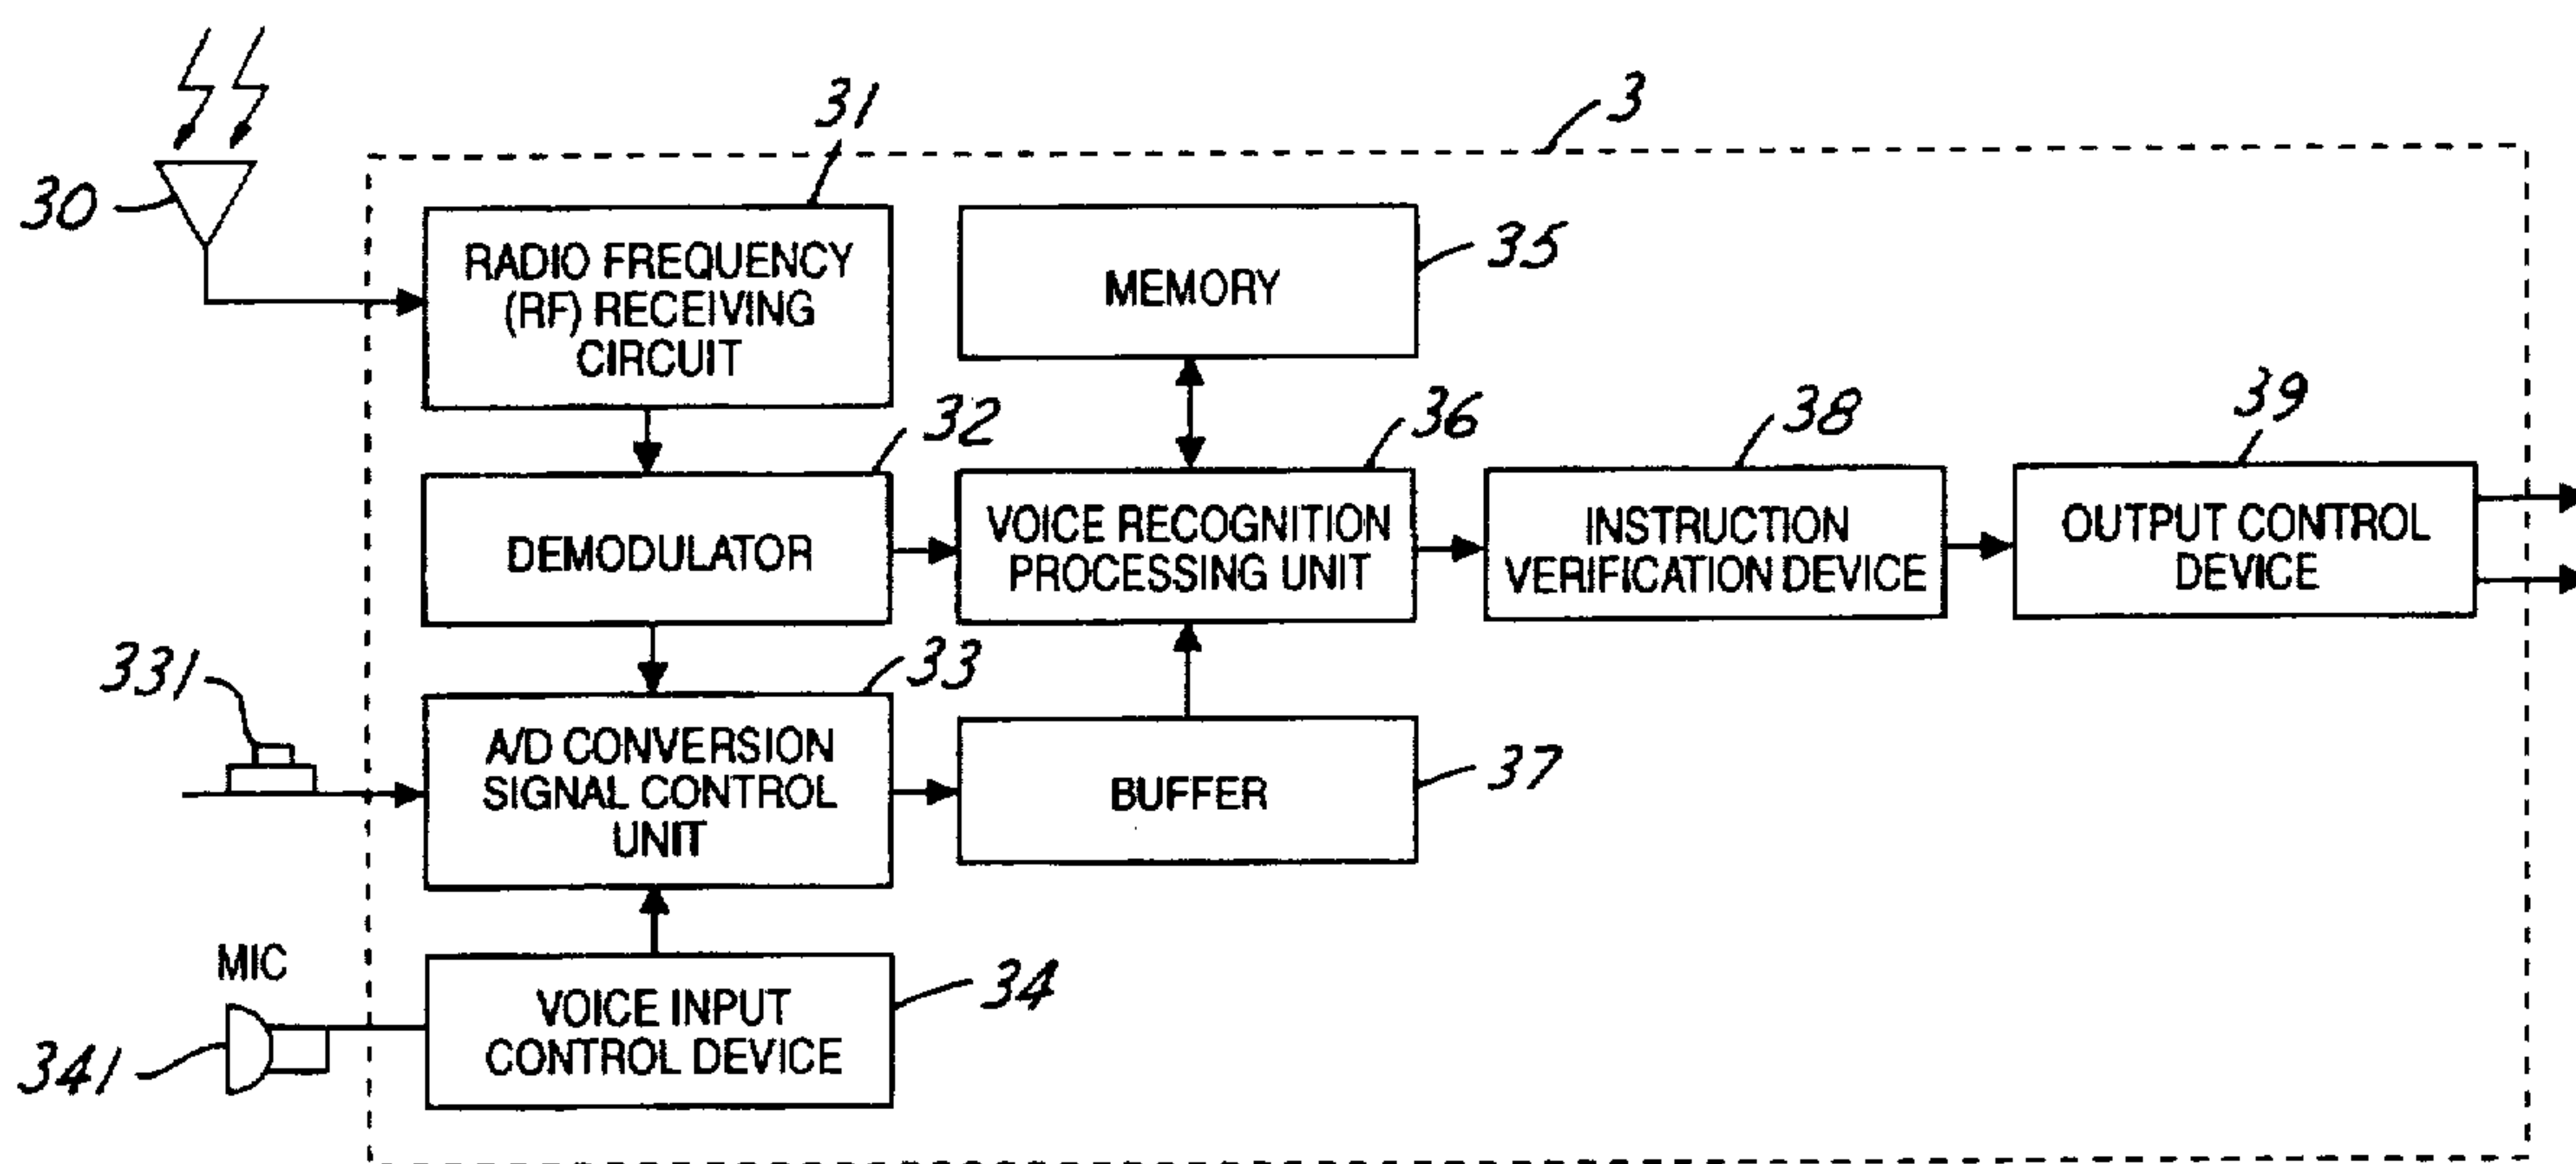 31
3
30
RADIO FREQUENCY
(RF) RECEIVING
CIRCUIT
MEMORY
35
32
36
38
39
DEMODULATOR
VOICE RECOGNITION
PROCESSING UNIT
INSTRUCTION
VERIFICATION DEVICE
OUTPUT CONTROL
DEVICE
331
33
A/D CONVERSION
SIGNAL CONTROL
UNIT
BUFFER
37
MIC
341
VOICE INPUT
CONTROL DEVICE
34